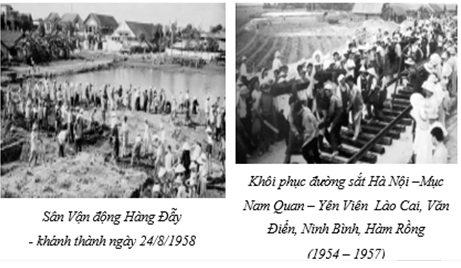 Sân Vận động Hàng Đẫy
- khánh thành ngày 24/8/1958
Khôi phục đường sắt Hà Nội –Mục
Nam Quan – Yên Viên Lào Cai, Văn
Điển, Ninh Bình, Hàm Rồng
(1954 – 1957)